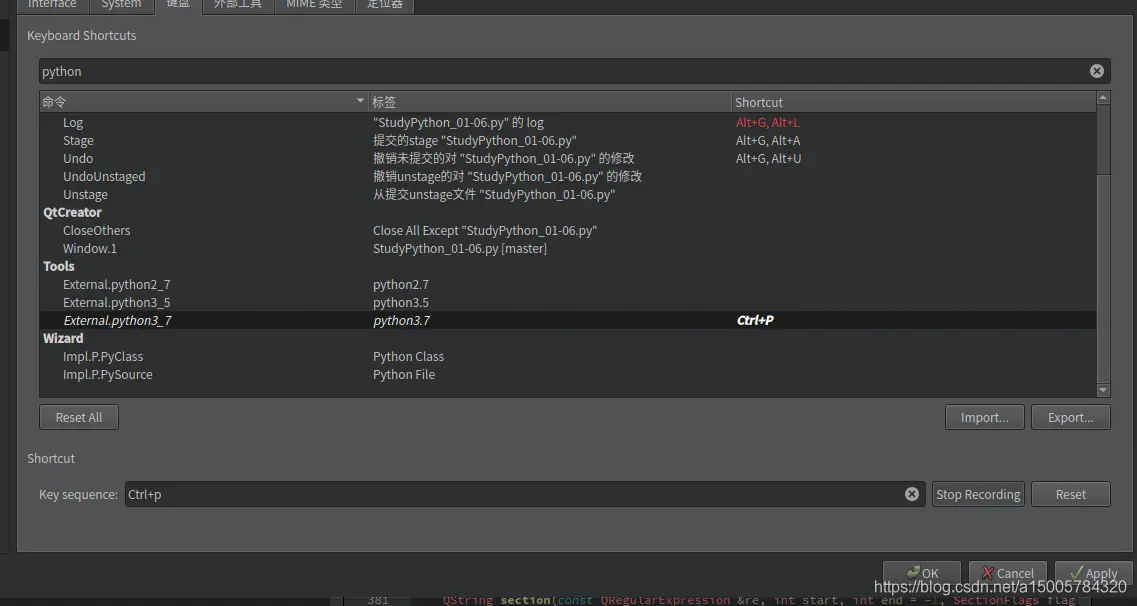 Interface System 键盘 外部工具 MIME 类型 定位器
Keyboard Shortcuts
python
命令 标签 Shortcut
Log "StudyPython_01-06.py" 的 log Alt+G, Alt+L
Stage 提交的stage "StudyPython_01-06.py" Alt+G, Alt+A
Undo 撤销未提交的对 "StudyPython_01-06.py" 的修改 Alt+G, Alt+U
UndoUnstaged 撤销unstage的对 "StudyPython_01-06.py" 的修改
Unstage 从提交unstage文件 "StudyPython_01-06.py"
QtCreator
CloseOthers Close All Except "StudyPython_01-06.py"
Window.1 StudyPython_01-06.py [master]
Tools
External.python2_7 python2.7
External.python3_5 python3.5
External.python3_7 python3.7 Ctrl+P
Wizard
Impl.P.PyClass Python Class
Impl.P.PySource Python File
Reset All Import... Export...
Shortcut
Key sequence: Ctrl+p Stop Recording Reset
OK Cancel Apply
https://blog.csdn.net/a15005784320
381 QString section(const QRegularExpression &re, int start, int end = -1, SectionFlags flag